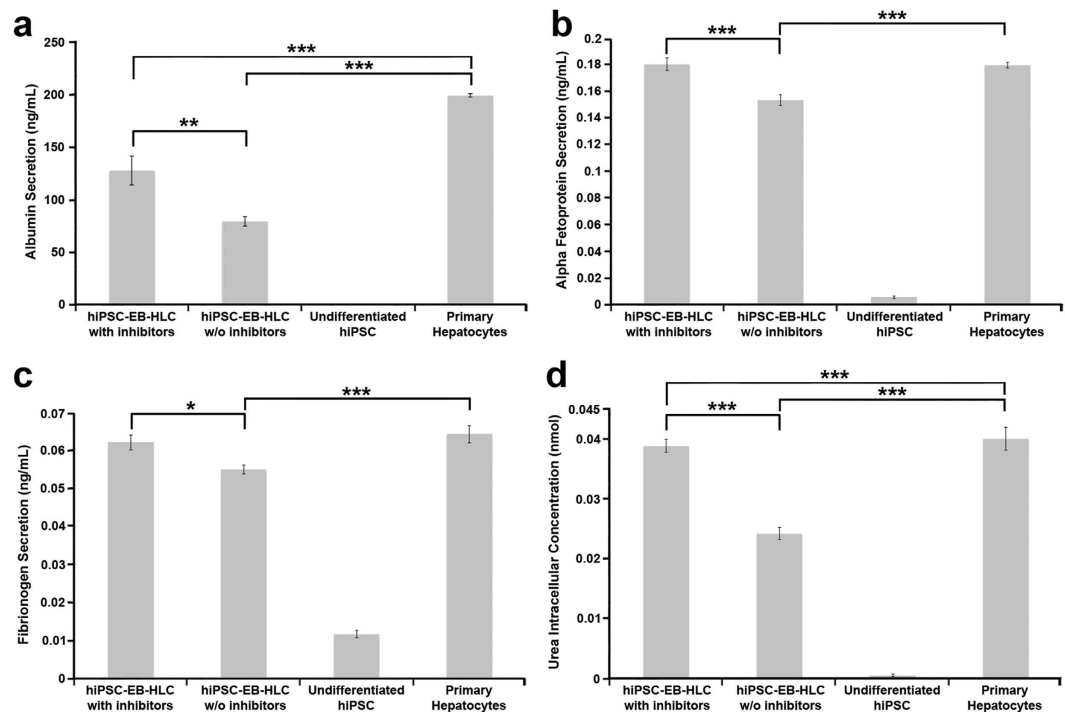 a
***
***
**
Albumin Secretion (ng/mL)
250
200
150
100
50
0
hiPSC-EB-HLC
with inhibitors
hiPSC-EB-HLC
w/o inhibitors
Undifferentiated
hiPSC
Primary
Hepatocytes
b
***
***
Alpha Fetoprotein Secretion (ng/mL)
0.2
0.18
0.16
0.14
0.12
0.1
0.08
0.06
0.04
0.02
0
hiPSC-EB-HLC
with inhibitors
hiPSC-EB-HLC
w/o inhibitors
Undifferentiated
hiPSC
Primary
Hepatocytes
c
*
***
Fibrionogen Secretion (ng/mL)
0.07
0.06
0.05
0.04
0.03
0.02
0.01
0
hiPSC-EB-HLC
with inhibitors
hiPSC-EB-HLC
w/o inhibitors
Undifferentiated
hiPSC
Primary
Hepatocytes
d
***
***
***
Urea Intracellular Concentration (nmol)
0.045
0.04
0.03
0.02
0.01
0
hiPSC-EB-HLC
with inhibitors
hiPSC-EB-HLC
w/o inhibitors
Undifferentiated
hiPSC
Primary
Hepatocytes